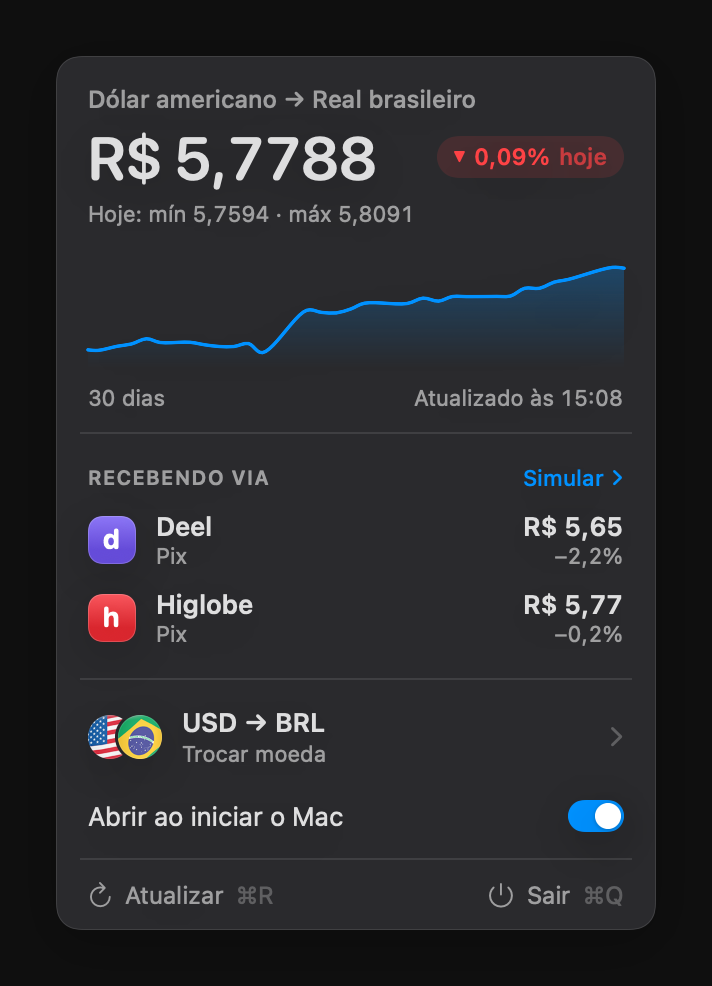 Dólar americano → Real brasileiro
R$ 5,7788
▼ 0,09% hoje
Hoje: mín 5,7594 · máx 5,8091
30 dias
Atualizado às 15:08
RECEBENDO VIA
Simular >
d
Deel
R$ 5,65
Pix
−2,2%
h
Higlobe
R$ 5,77
Pix
−0,2%
USD → BRL
Trocar moeda
Abrir ao iniciar o Mac
Atualizar ⌘R
Sair ⌘Q